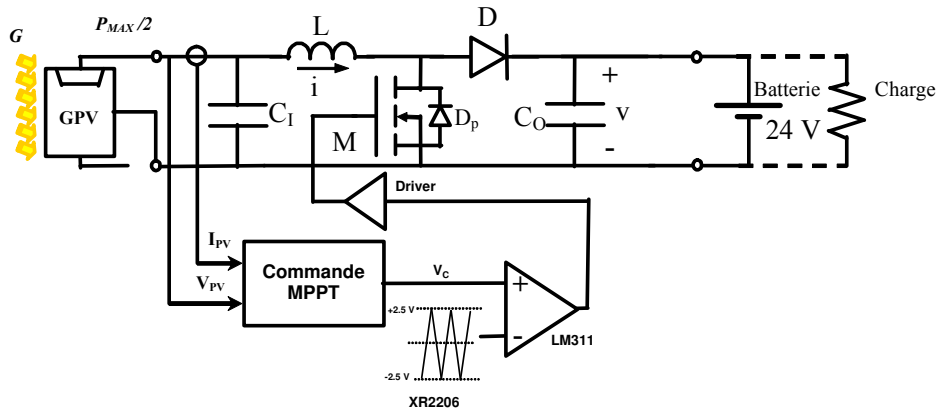 G
P_MAX/2
GPV
L
i
D
C_I
M
D_p
C_O
+
v
-
Batterie
24 V
Charge
Driver
I_PV
V_PV
Commande
MPPT
V_C
+
-
LM311
+2.5 V
-2.5 V
XR2206